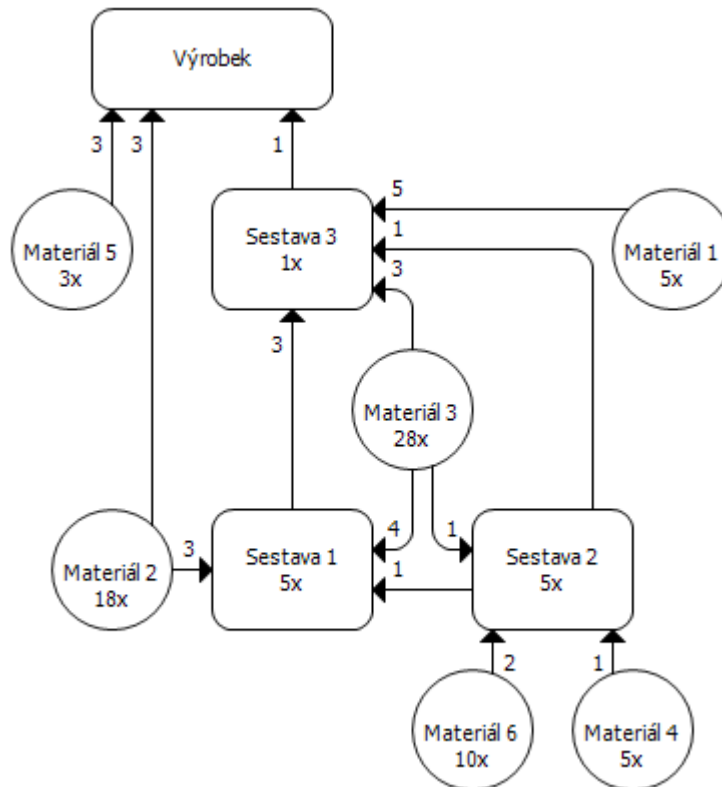 Výrobek
3
3
1
5
Materiál 5
3x
Sestava 3
1x
1
3
Materiál 1
5x
3
Materiál 3
28x
Materiál 2
18x
3
Sestava 1
5x
4
1
1
Sestava 2
5x
2
1
Materiál 6
10x
Materiál 4
5x